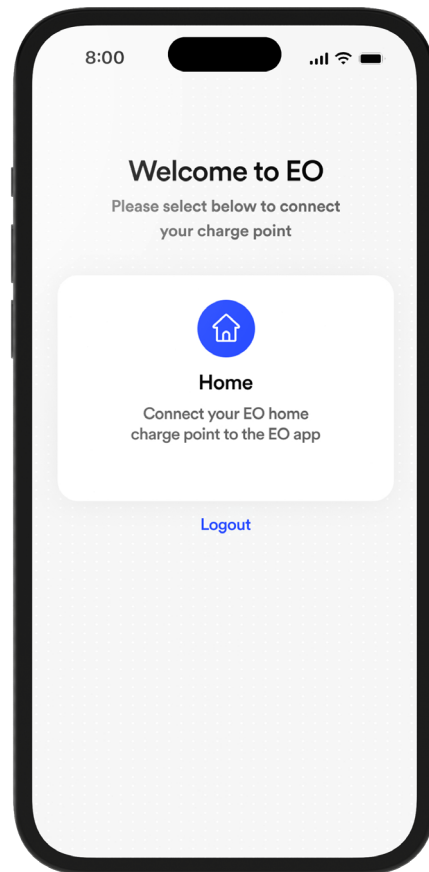 8:00
Welcome to EO
Please select below to connect
your charge point
Home
Connect your EO home
charge point to the EO app
Logout